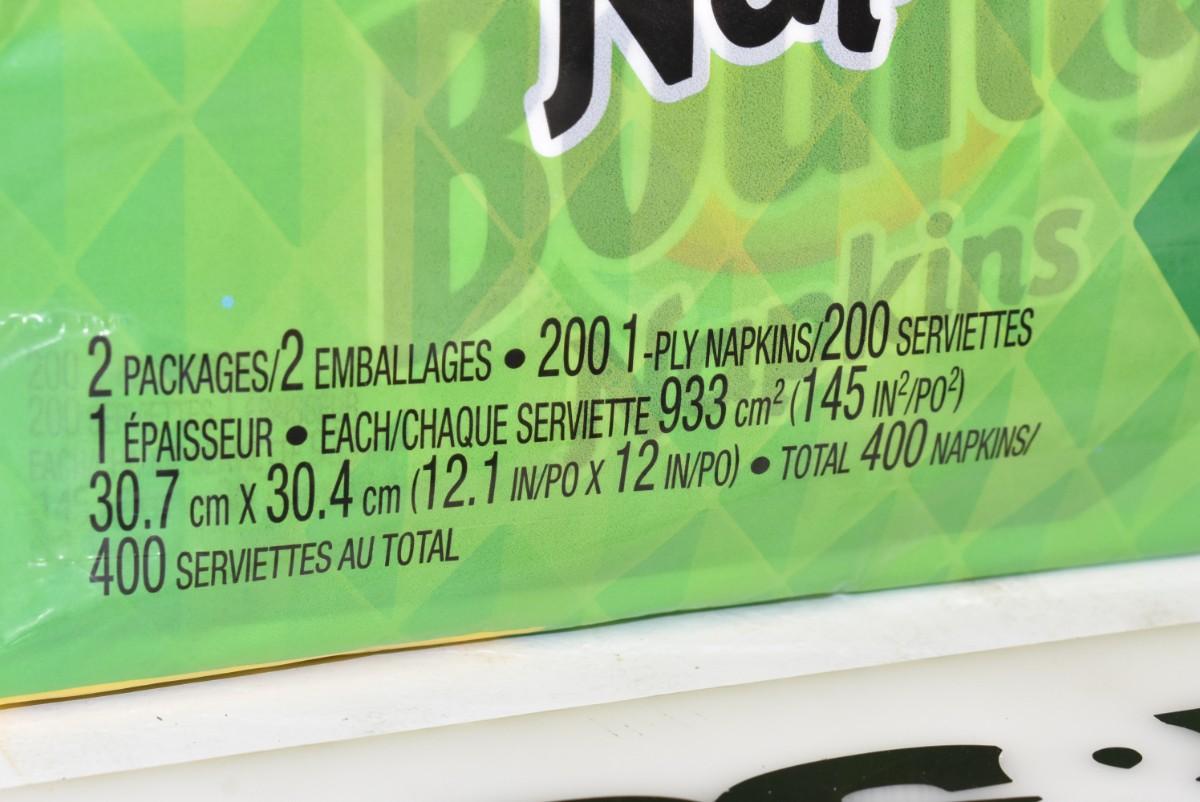 Bounty
Napkins
2 PACKAGES/2 EMBALLAGES • 200 1-PLY NAPKINS/200 SERVIETTES
1 ÉPAISSEUR • EACH/CHAQUE SERVIETTE 933 cm² (145 IN²/PO²)
30.7 cm X 30.4 cm (12.1 IN/PO X 12 IN/PO) • TOTAL 400 NAPKINS/
400 SERVIETTES AU TOTAL